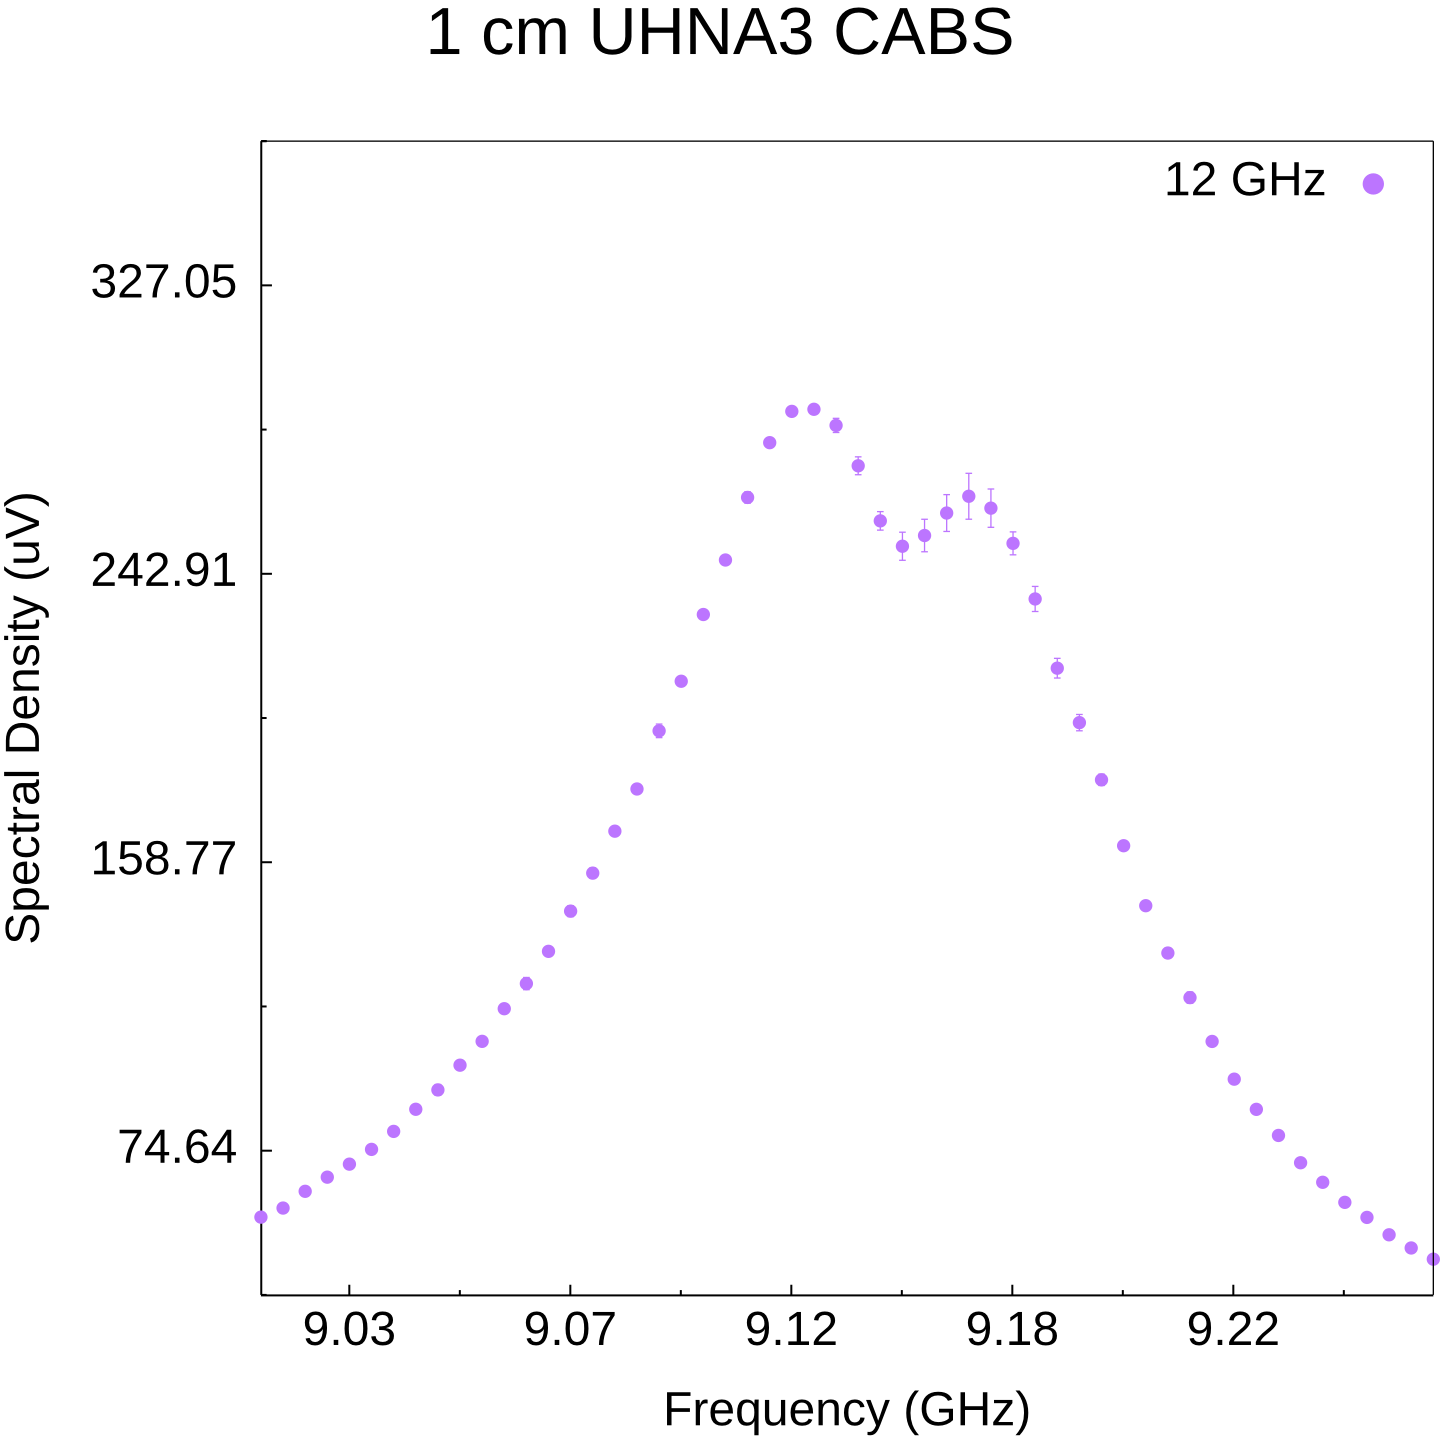 1 cm UHNA3 CABS
12 GHz
327.05
242.91
158.77
74.64
Spectral Density (uV)
9.03 9.07 9.12 9.18 9.22
Frequency (GHz)